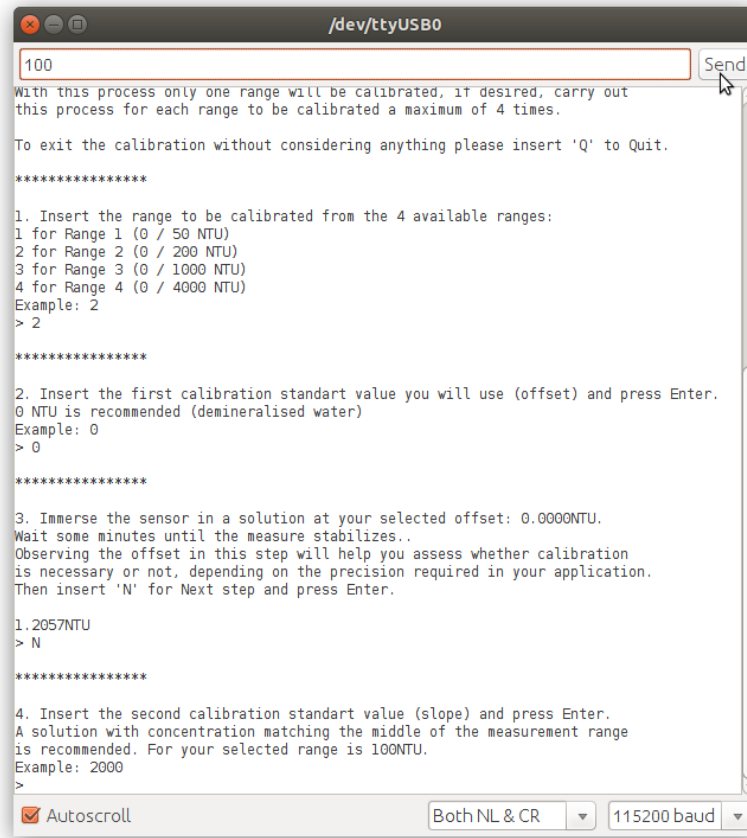 /dev/ttyUSB0
100
Send
With this process only one range will be calibrated, if desired, carry out
this process for each range to be calibrated a maximum of 4 times.
To exit the calibration without considering anything please insert 'Q' to Quit.
****************
1. Insert the range to be calibrated from the 4 available ranges:
1 for Range 1 (0 / 50 NTU)
2 for Range 2 (0 / 200 NTU)
3 for Range 3 (0 / 1000 NTU)
4 for Range 4 (0 / 4000 NTU)
Example: 2
> 2
****************
2. Insert the first calibration standart value you will use (offset) and press Enter.
0 NTU is recommended (demineralised water)
Example: 0
> 0
****************
3. Immerse the sensor in a solution at your selected offset: 0.0000NTU.
Wait some minutes until the measure stabilizes..
Observing the offset in this step will help you assess whether calibration
is necessary or not, depending on the precision required in your application.
Then insert 'N' for Next step and press Enter.
1.2057NTU
> N
****************
4. Insert the second calibration standart value (slope) and press Enter.
A solution with concentration matching the middle of the measurement range
is recommended. For your selected range is 100NTU.
Example: 2000
>
Autoscroll
Both NL & CR
115200 baud